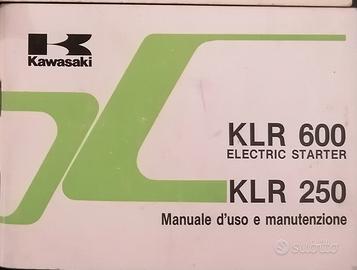 Kawasaki
KLR 600
ELECTRIC STARTER
KLR 250
Manuale d'uso e manutenzione
subito